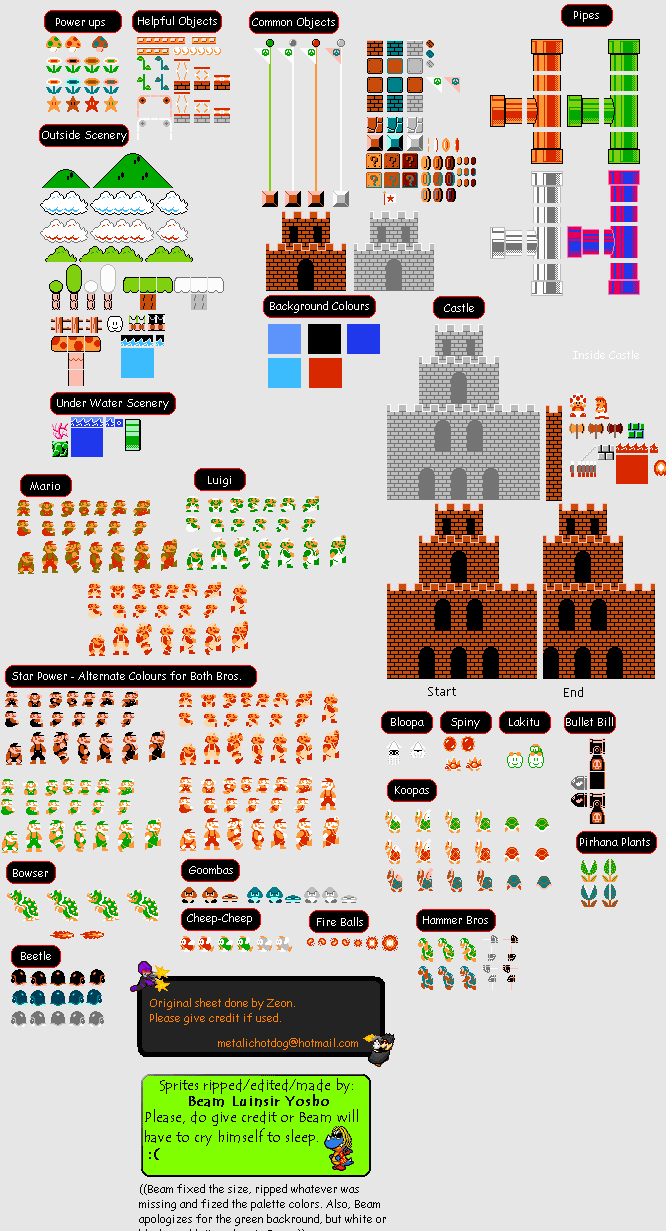 Power ups
Helpful Objects
Common Objects
Pipes
Outside Scenery
Background Colours
Castle
Inside Castle
Under Water Scenery
Mario
Luigi
Star Power - Alternate Colours for Both Bros.
Start
End
Bloopa
Spiny
Lakitu
Bullet Bill
Koopas
Pirhana Plants
Bowser
Goombas
Cheep-Cheep
Fire Balls
Hammer Bros
Beetle
Original sheet done by Zeon.
Please give credit if used.
metalichotdog@hotmail.com
Sprites ripped/edited/made by:
Beam Luinsir Yosho
Please, do give credit or Beam will
have to cry himself to sleep.
:(
((Beam fixed the size, ripped whatever was
missing and fized the palette colors. Also, Beam
apologizes for the green backround, but white or